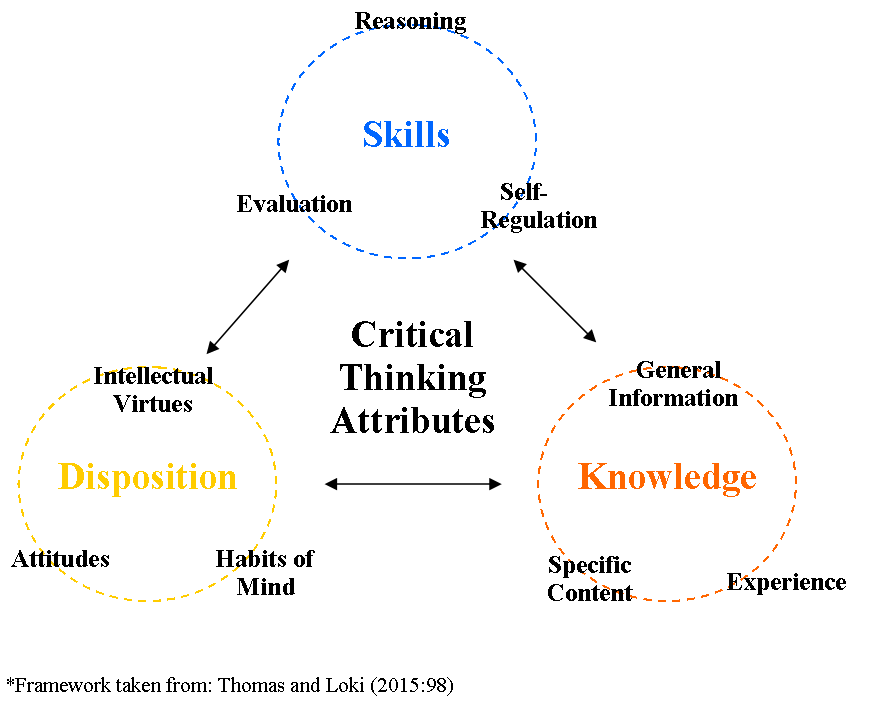 Reasoning
Skills
Evaluation
Self-
Regulation
Critical
Thinking
Attributes
Intellectual
Virtues
Disposition
Attitudes
Habits of
Mind
General
Information
Knowledge
Specific
Content
Experience
*Framework taken from: Thomas and Loki (2015:98)